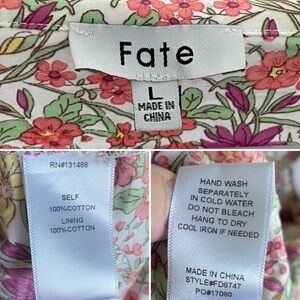 Fate
L
MADE IN
CHINA
RN#131468
SELF
100%COTTON
LINING
100%COTTON
HAND WASH
SEPARATELY
IN COLD WATER
DO NOT BLEACH
HANG TO DRY
COOL IRON IF NEEDED
MADE IN CHINA
STYLE#FD8747
PO#17080